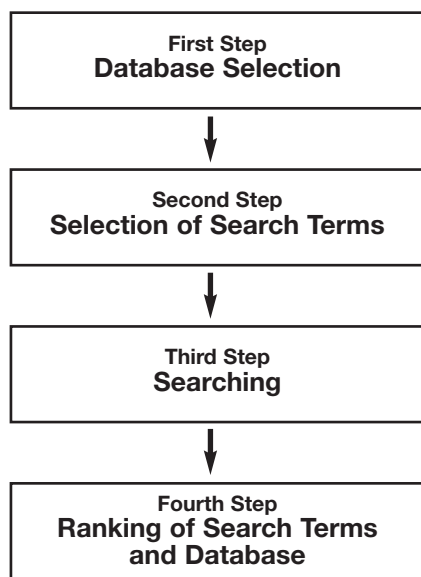 First Step
Database Selection
Second Step
Selection of Search Terms
Third Step
Searching
Fourth Step
Ranking of Search Terms
and Database